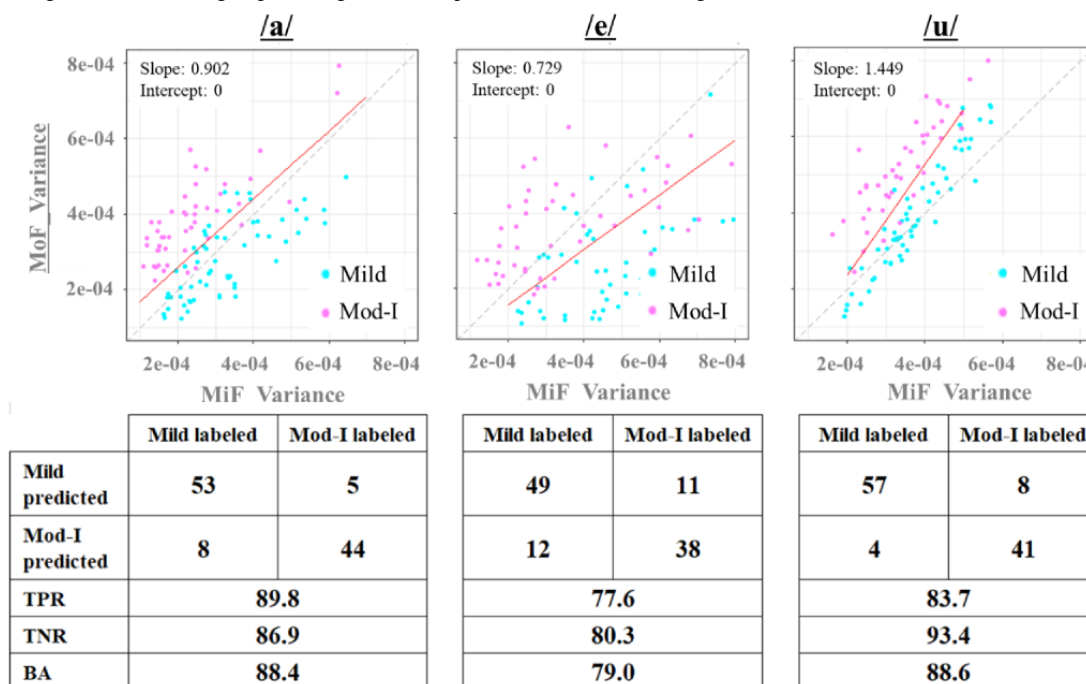 /a/ /e/ /u/
Slope: 0.902 Slope: 0.729 Slope: 1.449
Intercept: 0 Intercept: 0 Intercept: 0
8e-04
6e-04
4e-04
2e-04
MoF_Variance
Mild Mild Mild
Mod-I Mod-I Mod-I
2e-04 4e-04 6e-04 8e-04 2e-04 4e-04 6e-04 8e-04 2e-04 4e-04 6e-04
MiF Variance MiF Variance MiF Variance
Mild labeled Mod-I labeled Mild labeled Mod-I labeled Mild labeled Mod-I labeled
Mild predicted 53 5 49 11 57 8
Mod-I predicted 8 44 12 38 4 41
TPR 89.8 77.6 83.7
TNR 86.9 80.3 93.4
BA 88.4 79.0 88.6